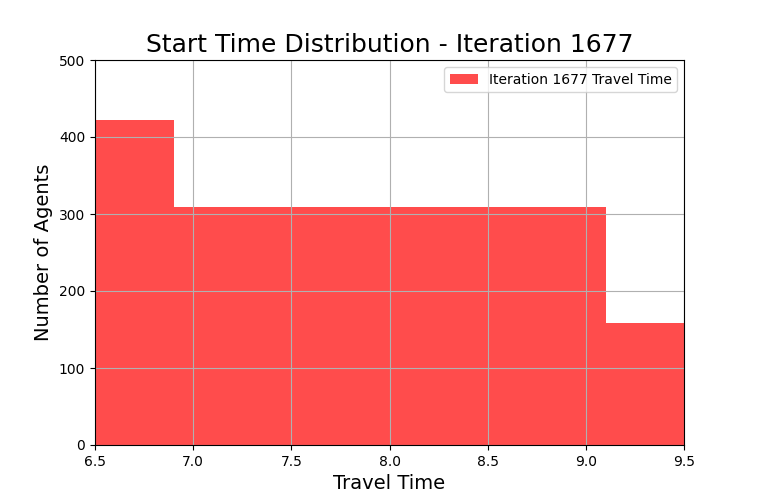 Start Time Distribution - Iteration 1677
Iteration 1677 Travel Time
Number of Agents
500
400
300
200
100
0
6.5 7.0 7.5 8.0 8.5 9.0 9.5
Travel Time